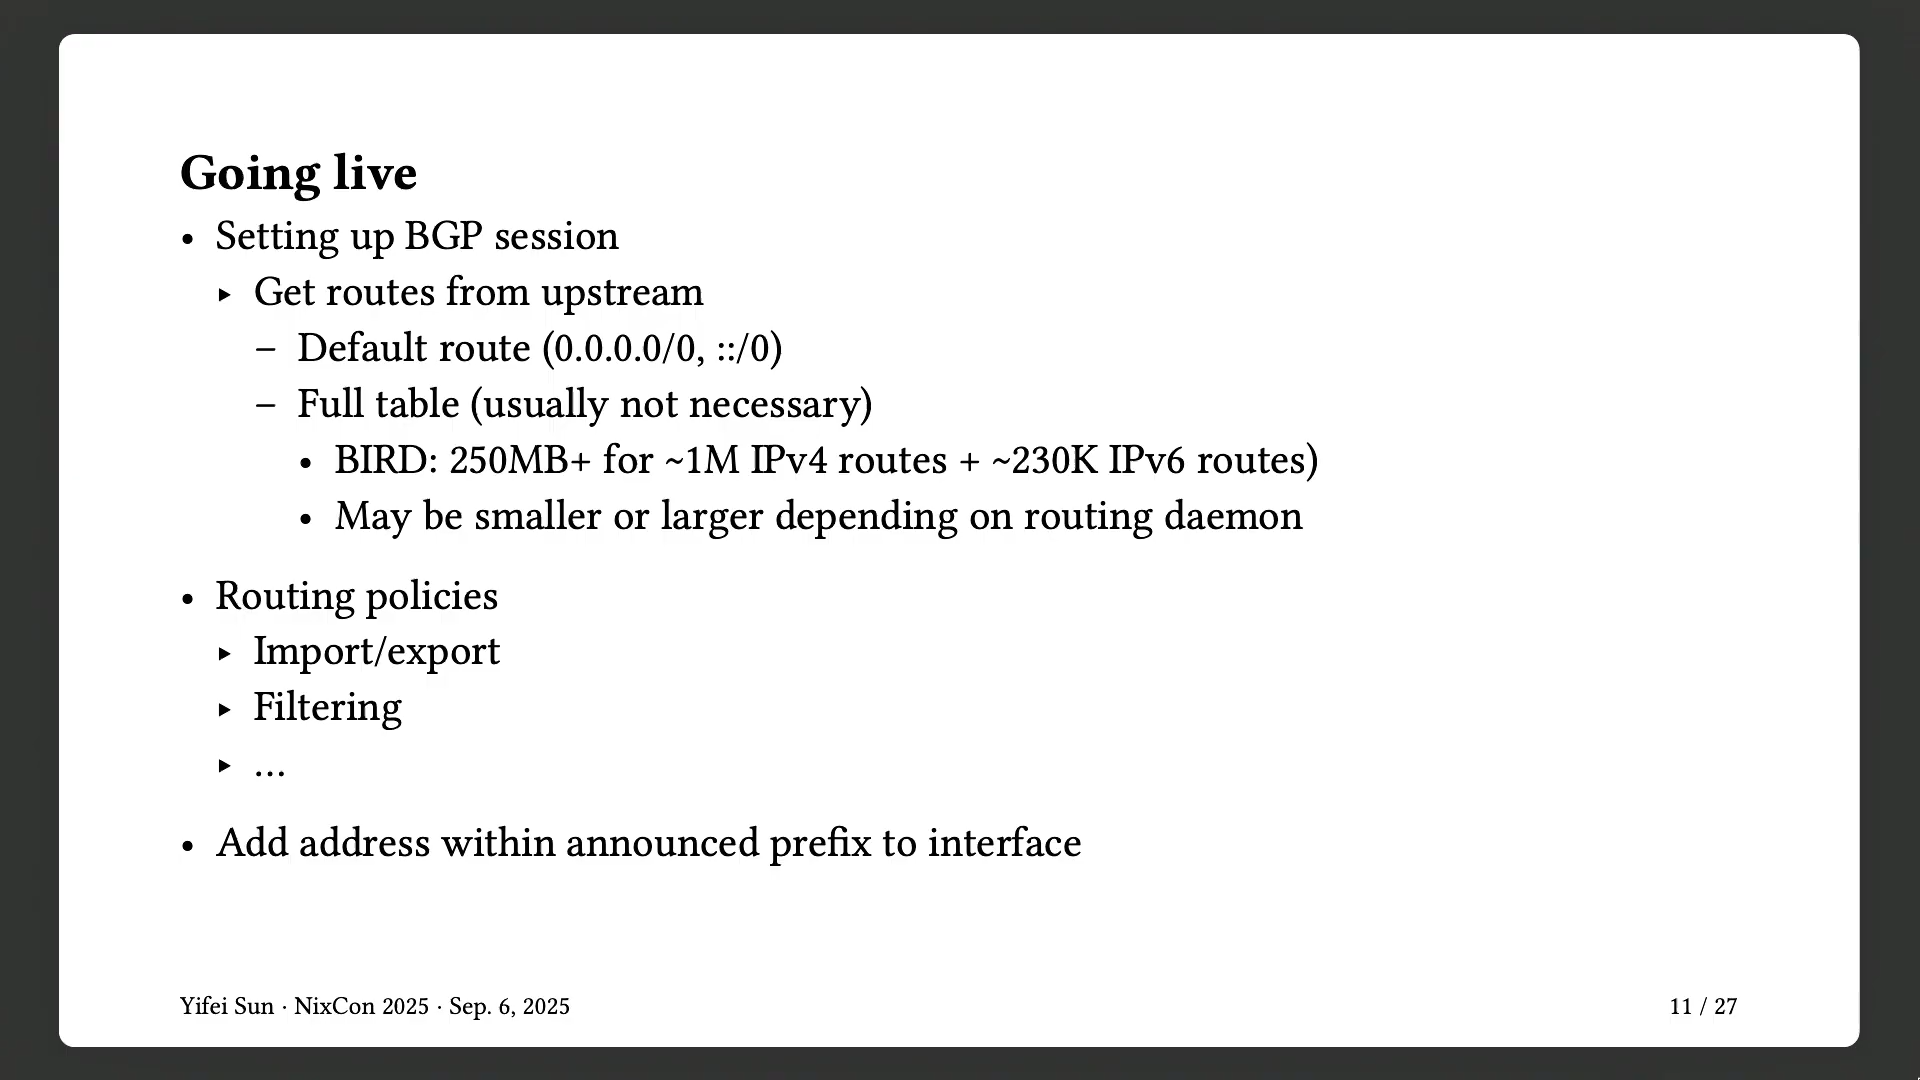 Going live
• Setting up BGP session
‣ Get routes from upstream
– Default route (0.0.0.0/0, ::/0)
– Full table (usually not necessary)
• BIRD: 250MB+ for ~1M IPv4 routes + ~230K IPv6 routes)
• May be smaller or larger depending on routing daemon
• Routing policies
‣ Import/export
‣ Filtering
‣ …
• Add address within announced prefix to interface
Yifei Sun · NixCon 2025 · Sep. 6, 2025
11 / 27